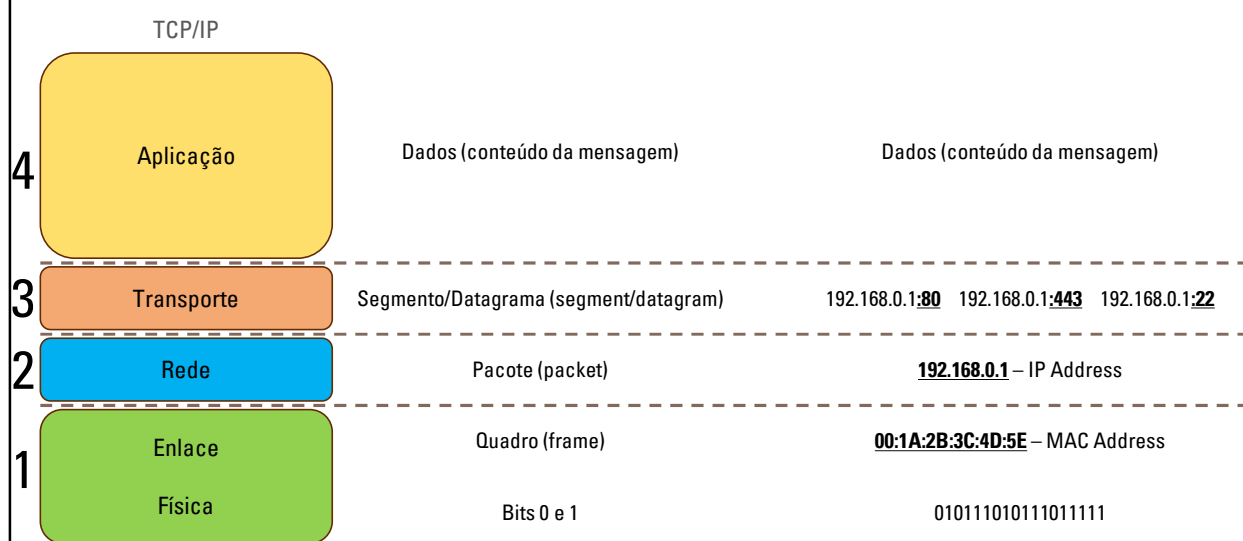 TCP/IP
4
Aplicação
Dados (conteúdo da mensagem)
Dados (conteúdo da mensagem)
3
Transporte
Segmento/Datagrama (segment/datagram)
192.168.0.1:80 192.168.0.1:443 192.168.0.1:22
2
Rede
Pacote (packet)
192.168.0.1 – IP Address
1
Enlace
Quadro (frame)
00:1A:2B:3C:4D:5E – MAC Address
Física
Bits 0 e 1
010111010111011111